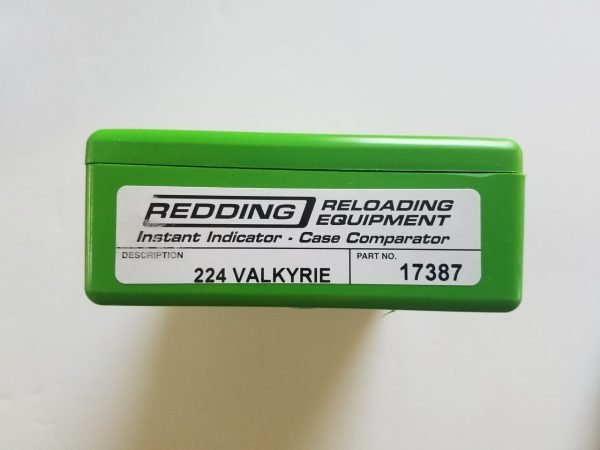 REDDING RELOADING
EQUIPMENT
Instant Indicator - Case Comparator
DESCRIPTION PART NO.
224 VALKYRIE 17387